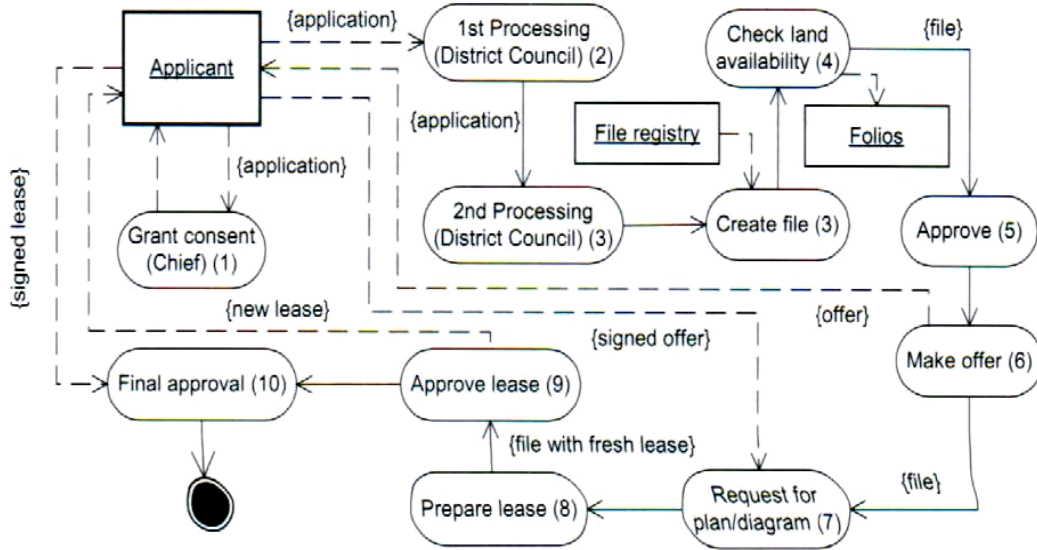 {application}
1st Processing
(District Council) (2)
Check land
availability (4)
{file}
Applicant
{application}
File registry
Folios
{application}
{signed lease}
Grant consent
(Chief) (1)
2nd Processing
(District Council) (3)
Create file (3)
Approve (5)
{new lease}
{signed offer}
{offer}
Final approval (10)
Approve lease (9)
Make offer (6)
{file with fresh lease}
Prepare lease (8)
Request for
plan/diagram (7)
{file}